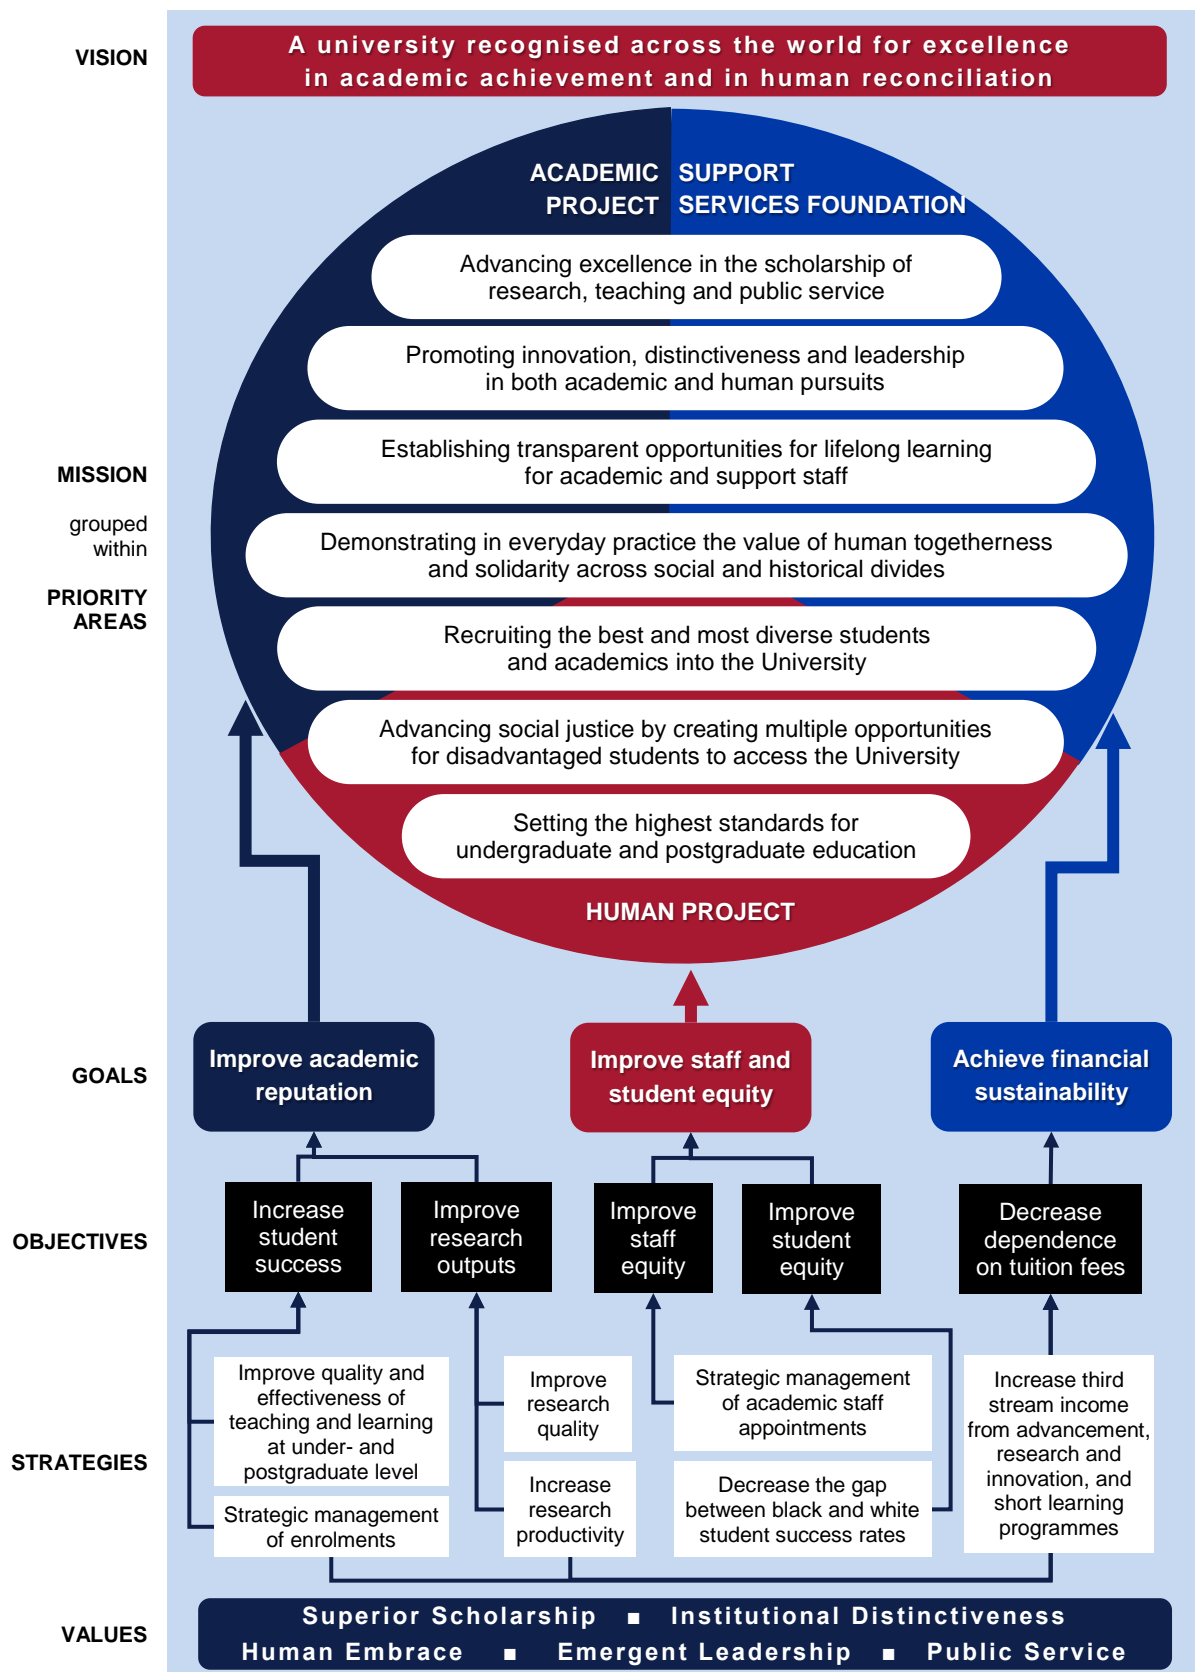 VISION
A university recognised across the world for excellence
in academic achievement and in human reconciliation
ACADEMIC
PROJECT
SUPPORT
SERVICES FOUNDATION
Advancing excellence in the scholarship of
research, teaching and public service
Promoting innovation, distinctiveness and leadership
in both academic and human pursuits
Establishing transparent opportunities for lifelong learning
for academic and support staff
MISSION
grouped
within
PRIORITY
AREAS
Demonstrating in everyday practice the value of human togetherness
and solidarity across social and historical divides
Recruiting the best and most diverse students
and academics into the University
Advancing social justice by creating multiple opportunities
for disadvantaged students to access the University
Setting the highest standards for
undergraduate and postgraduate education
HUMAN PROJECT
GOALS
Improve academic
reputation
Improve staff and
student equity
Achieve financial
sustainability
OBJECTIVES
Increase
student
success
Improve
research
outputs
Improve
staff
equity
Improve
student
equity
Decrease
dependence
on tuition fees
STRATEGIES
Improve quality and
effectiveness of
teaching and learning
at under- and
postgraduate level
Strategic management
of enrolments
Improve
research
quality
Increase
research
productivity
Strategic management
of academic staff
appointments
Decrease the gap
between black and white
student success rates
Increase third
stream income
from advancement,
research and
innovation, and
short learning
programmes
VALUES
Superior Scholarship ■ Institutional Distinctiveness
Human Embrace ■ Emergent Leadership ■ Public Service